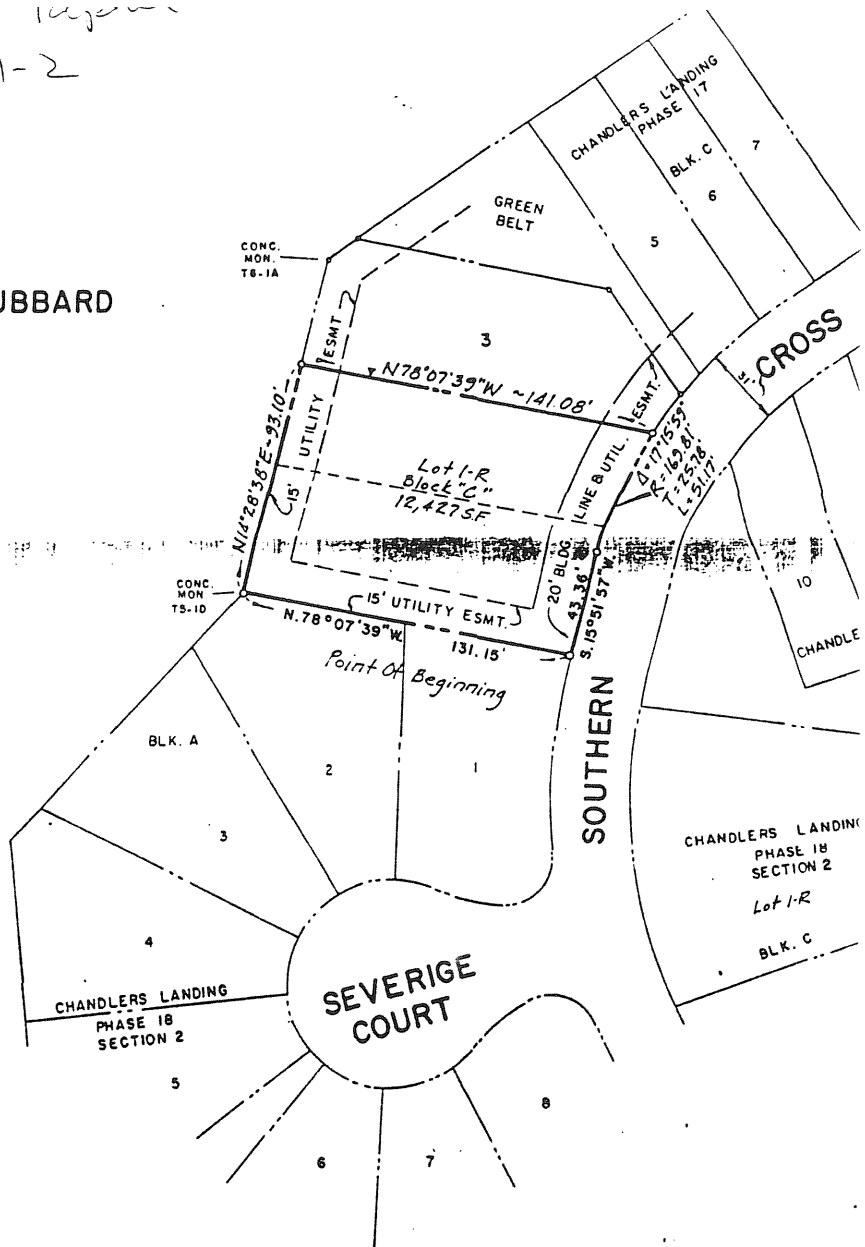 1-2
UBBARD
CHANDLERS LANDING
PHASE 17
BLK. C
7
6
5
GREEN
BELT
CONC.
MON.
TS-1A
3
ESMT
15' UTILITY
N78°07'39"W ~141.08'
N14°28'38"E-93.10'
Lot 1-R
Block "C"
12,427 S.F.
20' BLDG. LINE & UTIL. ESMT.
Δ=17°15'59"
R=169.81'
T=25.78
L=51.17'
31'
SOUTHERN CROSS
43.36'
S.15°51'57"W.
CONC.
MON
TS-1D
15' UTILITY ESMT.
N.78°07'39"W. 131.15'
Point Of Beginning
10
CHANDLE
BLK. A
2
1
3
4
CHANDLERS LANDING
PHASE 18
SECTION 2
Lot 1-R
BLK. C
SEVERIGE
COURT
CHANDLERS LANDING
PHASE 18
SECTION 2
5
6
7
8